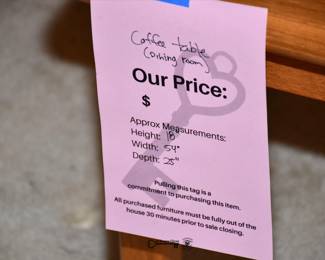 Coffee table
(dining room)
Our Price:
$
Approx Measurements:
Height: 18"
Width: 54"
Depth: 25"
Pulling this tag is a
commitment to purchasing this item.
All purchased furniture must be fully out of the
house 30 minutes prior to sale closing.